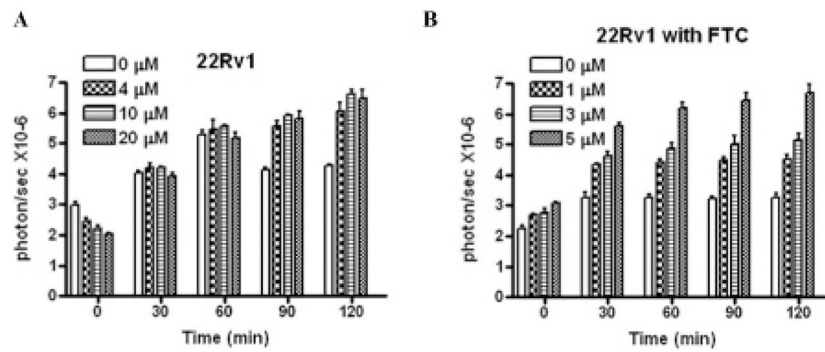 A
22Rv1
0 μM
4 μM
10 μM
20 μM
photon/sec X10-6
7
6
5
4
3
2
1
0
0 30 60 90 120
Time (min)
B
22Rv1 with FTC
0 μM
1 μM
3 μM
5 μM
photon/sec X10-6
7
6
5
4
3
2
1
0
0 30 60 90 120
Time (min)